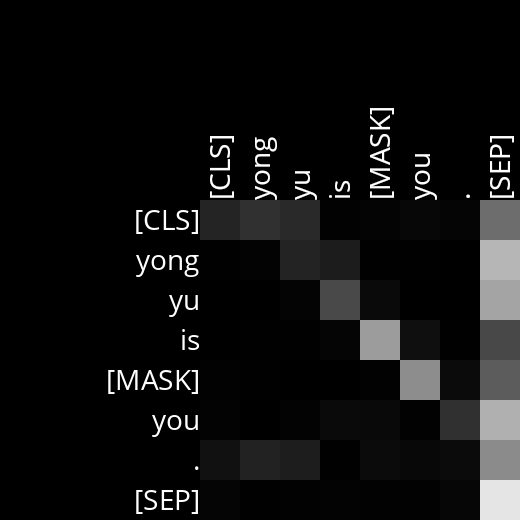 [CLS] yong yu is [MASK] you . [SEP]
[CLS]
yong
yu
is
[MASK]
you
.
[SEP]